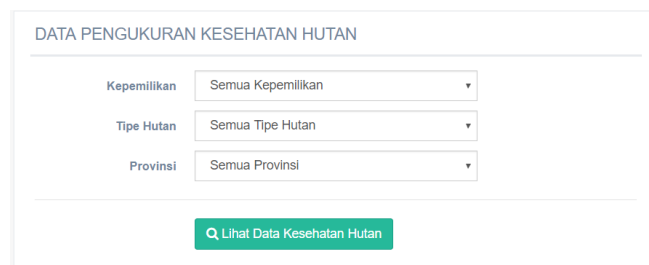 DATA PENGUKURAN KESEHATAN HUTAN
Kepemilikan Semua Kepemilikan
Tipe Hutan Semua Tipe Hutan
Provinsi Semua Provinsi
Lihat Data Kesehatan Hutan